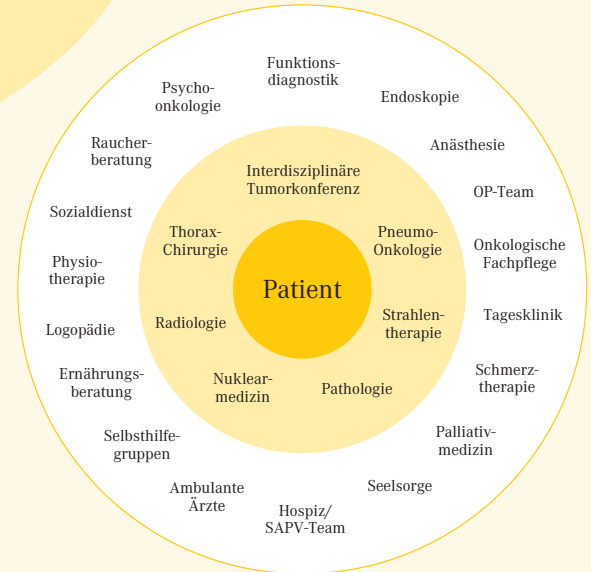 Funktions-
diagnostik
Endoskopie
Anästhesie
OP-Team
Onkologische
Fachpflege
Tagesklinik
Schmerz-
therapie
Palliativ-
medizin
Seelsorge
Hospiz/
SAPV-Team
Ambulante
Ärzte
Selbsthilfe-
gruppen
Ernährungs-
beratung
Logopädie
Physio-
therapie
Sozialdienst
Raucher-
beratung
Psycho-
onkologie
Interdisziplinäre
Tumorkonferenz
Pneumo-
Onkologie
Strahlen-
therapie
Pathologie
Nuklear-
medizin
Radiologie
Thorax-
Chirurgie
Patient